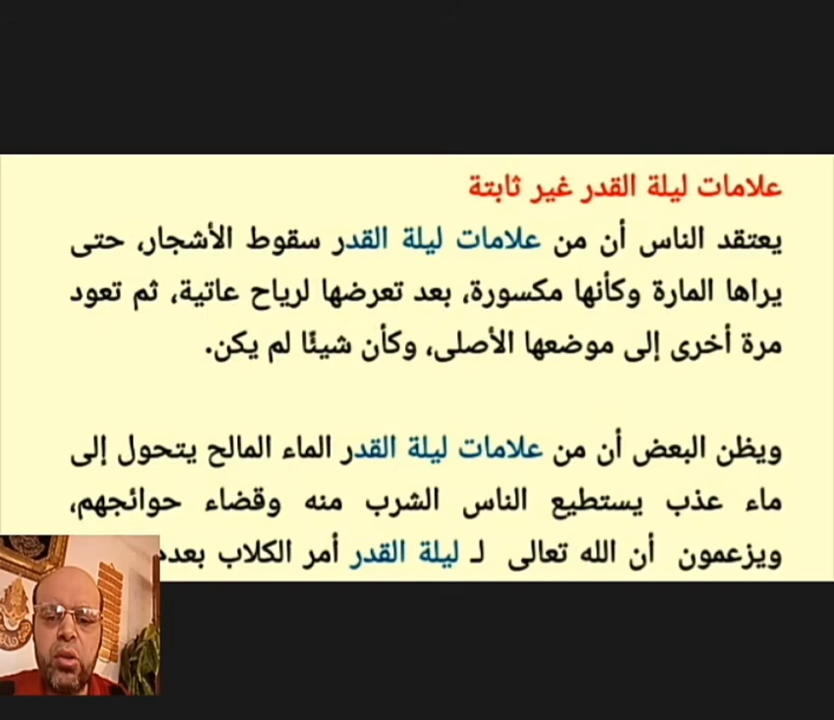 علامات ليلة القدر غير ثابتة
يعتقد الناس أن من علامات ليلة القدر سقوط الأشجار، حتى
يراها المارة وكأنها مكسورة، بعد تعرضها لرياح عاتية، ثم تعود
مرة أخرى إلى موضعها الأصلى، وكأن شيئًا لم يكن.
ويظن البعض أن من علامات ليلة القدر الماء المالح يتحول إلى
ماء عذب يستطيع الناس الشرب منه وقضاء حوائجهم،
ويزعمون أن الله تعالى لـ ليلة القدر أمر الكلاب